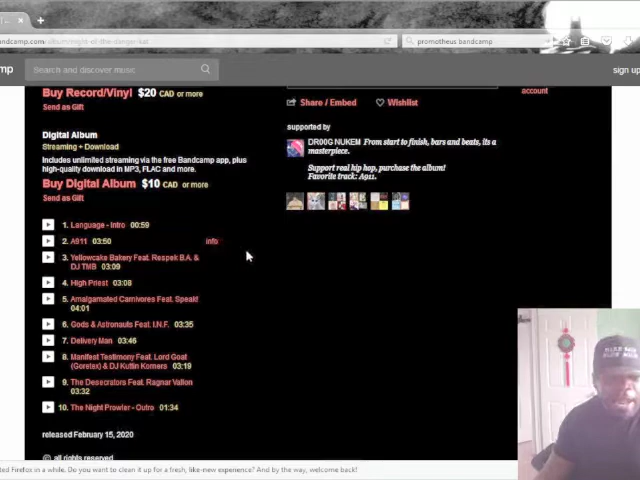 bandcamp.com
promotheus bandcamp
mp
Search and discover music
sign up
Buy Record/Vinyl $20 CAD or more
Send as Gift
Digital Album
Streaming + Download
Includes unlimited streaming via the free Bandcamp app, plus
high-quality download in MP3, FLAC and more.
Buy Digital Album $10 CAD or more
Send as Gift
1. Language - Intro 00:59
2. A911 03:50 info
3. Yellowcake Bakery Feat. Respek B.A. &
DJ TMB 03:09
4. High Priest 03:08
5. Amalgamated Carnivores Feat. Speak!
04:01
6. Gods & Astronauts Feat. I.N.F. 03:35
7. Delivery Man 03:46
8. Manifest Testimony Feat. Lord Goat
(Goretex) & DJ Kuttin Korners 03:19
9. The Desecrators Feat. Ragnar Vallon
03:32
10. The Night Prowler - Outro 01:34
released February 15, 2020
© all rights reserved
account
Share / Embed Wishlist
supported by
DR00G NUKEM From start to finish, bars and beats, its a
masterpiece.
Support real hip hop, purchase the album!
Favorite track: A911.
ted Firefox in a while. Do you want to clean it up for a fresh, like-new experience? And by the way, welcome back!